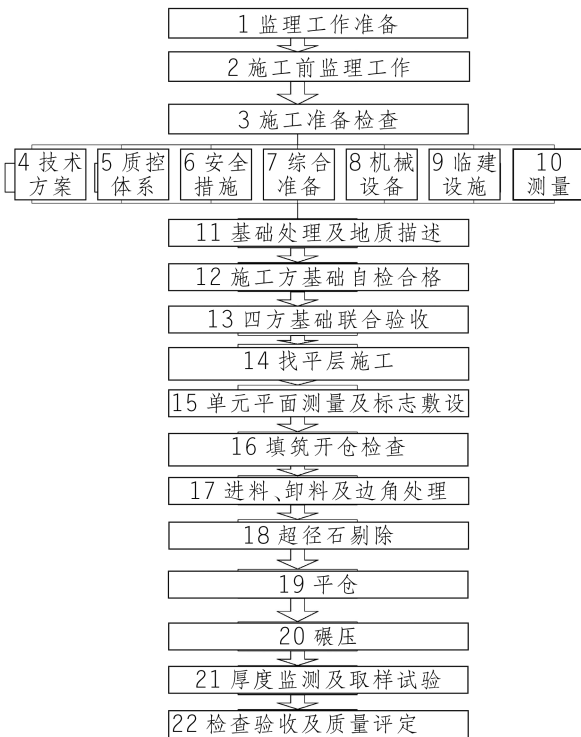 1 监理工作准备
2 施工前监理工作
3 施工准备检查
4 技术
方案
5 质控
体系
6 安全
措施
7 综合
准备
8 机械
设备
9 临建
设施
10
测量
11 基础处理及地质描述
12 施工方基础自检合格
13 四方基础联合验收
14 找平层施工
15 单元平面测量及标志敷设
16 填筑开仓检查
17 进料、卸料及边角处理
18 超径石剔除
19 平仓
20 碾压
21 厚度监测及取样试验
22 检查验收及质量评定